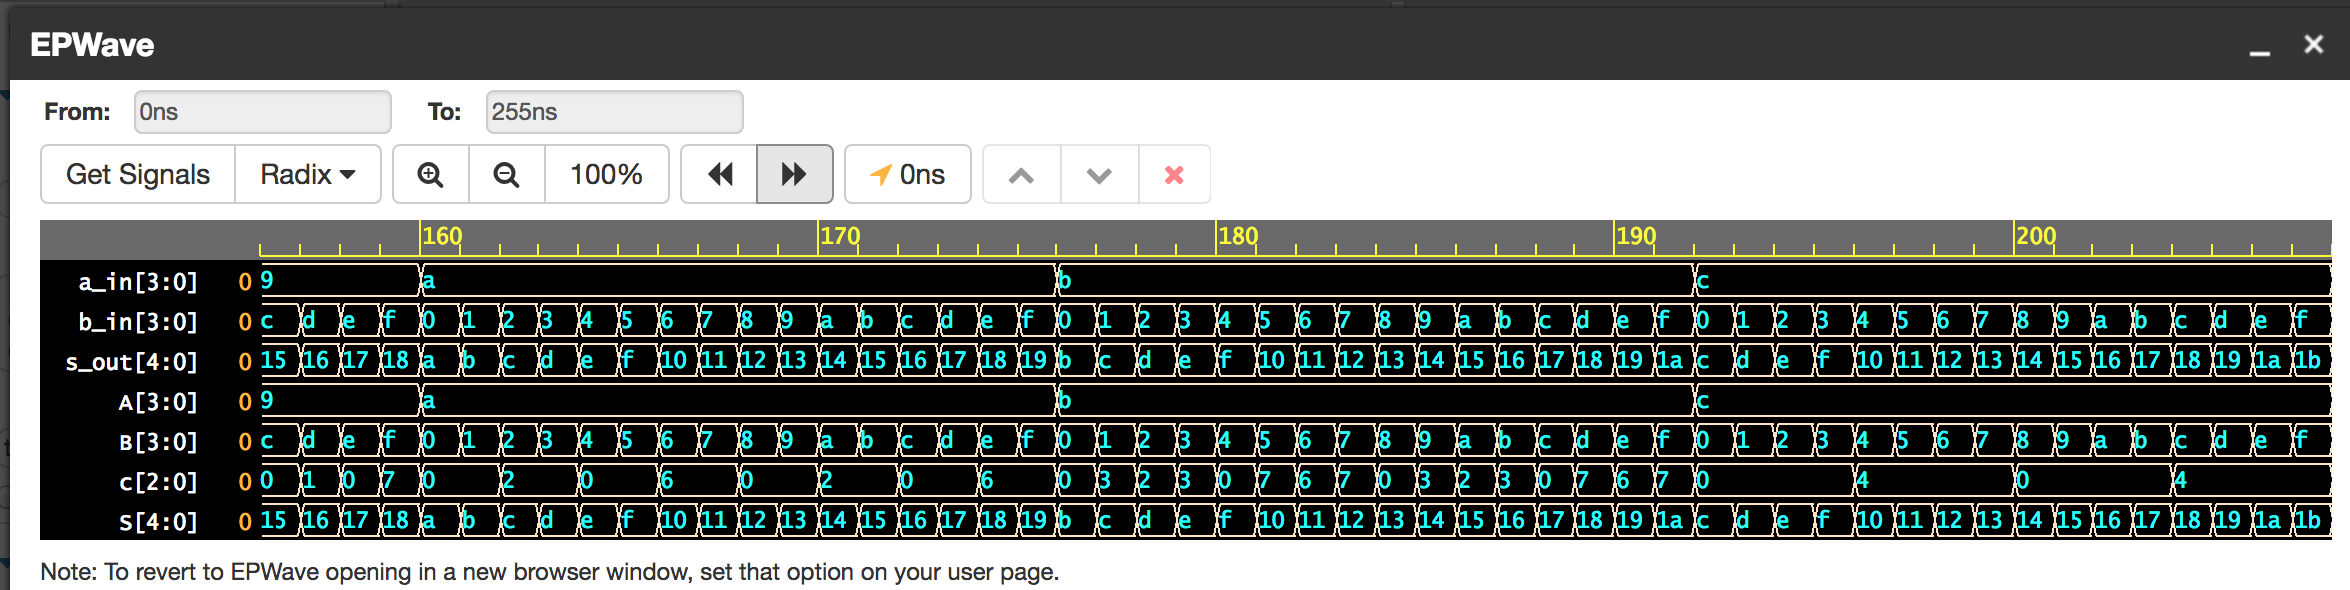 EPWave
From: 0ns To: 255ns
Get Signals Radix 100% 0ns
160 170 180 190 200
a_in[3:0] 0 9 a b c
b_in[3:0] 0 c d e f 0 1 2 3 4 5 6 7 8 9 a b c d e f 0 1 2 3 4 5 6 7 8 9 a b c d e f 0 1 2 3 4 5 6 7 8 9 a b c d e f
s_out[4:0] 0 15 16 17 18 a b c d e f 10 11 12 13 14 15 16 17 18 19 b c d e f 10 11 12 13 14 15 16 17 18 19 1a c d e f 10 11 12 13 14 15 16 17 18 19 1a 1b
A[3:0] 0 9 a b c
B[3:0] 0 c d e f 0 1 2 3 4 5 6 7 8 9 a b c d e f 0 1 2 3 4 5 6 7 8 9 a b c d e f 0 1 2 3 4 5 6 7 8 9 a b c d e f
c[2:0] 0 0 1 0 7 0 2 0 6 0 2 0 6 0 3 2 3 0 7 6 7 0 3 2 3 0 7 6 7 0 4 0 4
S[4:0] 0 15 16 17 18 a b c d e f 10 11 12 13 14 15 16 17 18 19 b c d e f 10 11 12 13 14 15 16 17 18 19 1a c d e f 10 11 12 13 14 15 16 17 18 19 1a 1b
Note: To revert to EPWave opening in a new browser window, set that option on your user page.